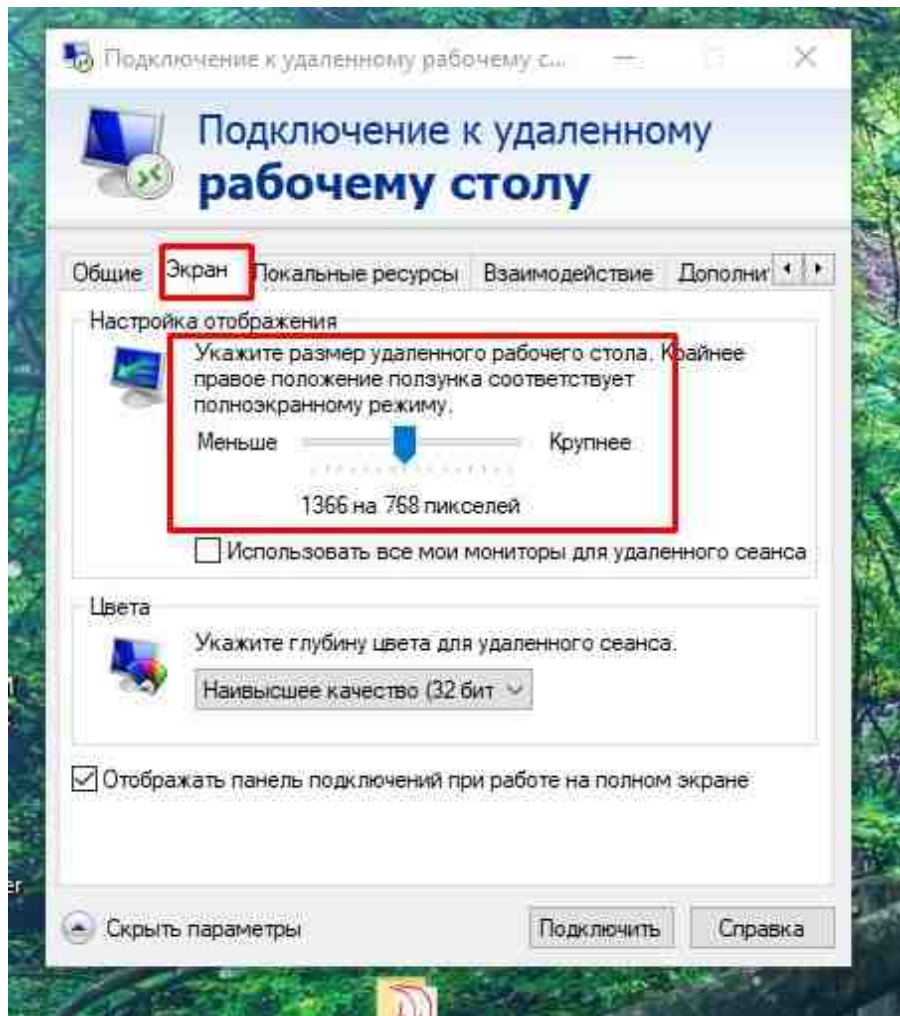 Подключение к удаленному рабочему с...
Подключение к удаленному
рабочему столу
Общие Экран Локальные ресурсы Взаимодействие Дополни
Настройка отображения
Укажите размер удаленного рабочего стола. Крайнее
правое положение ползунка соответствует
полноэкранному режиму.
Меньше Крупнее
1366 на 768 пикселей
Использовать все мои мониторы для удаленного сеанса
Цвета
Укажите глубину цвета для удаленного сеанса.
Наивысшее качество (32 бит
Отображать панель подключений при работе на полном экране
er
Скрыть параметры Подключить Справка